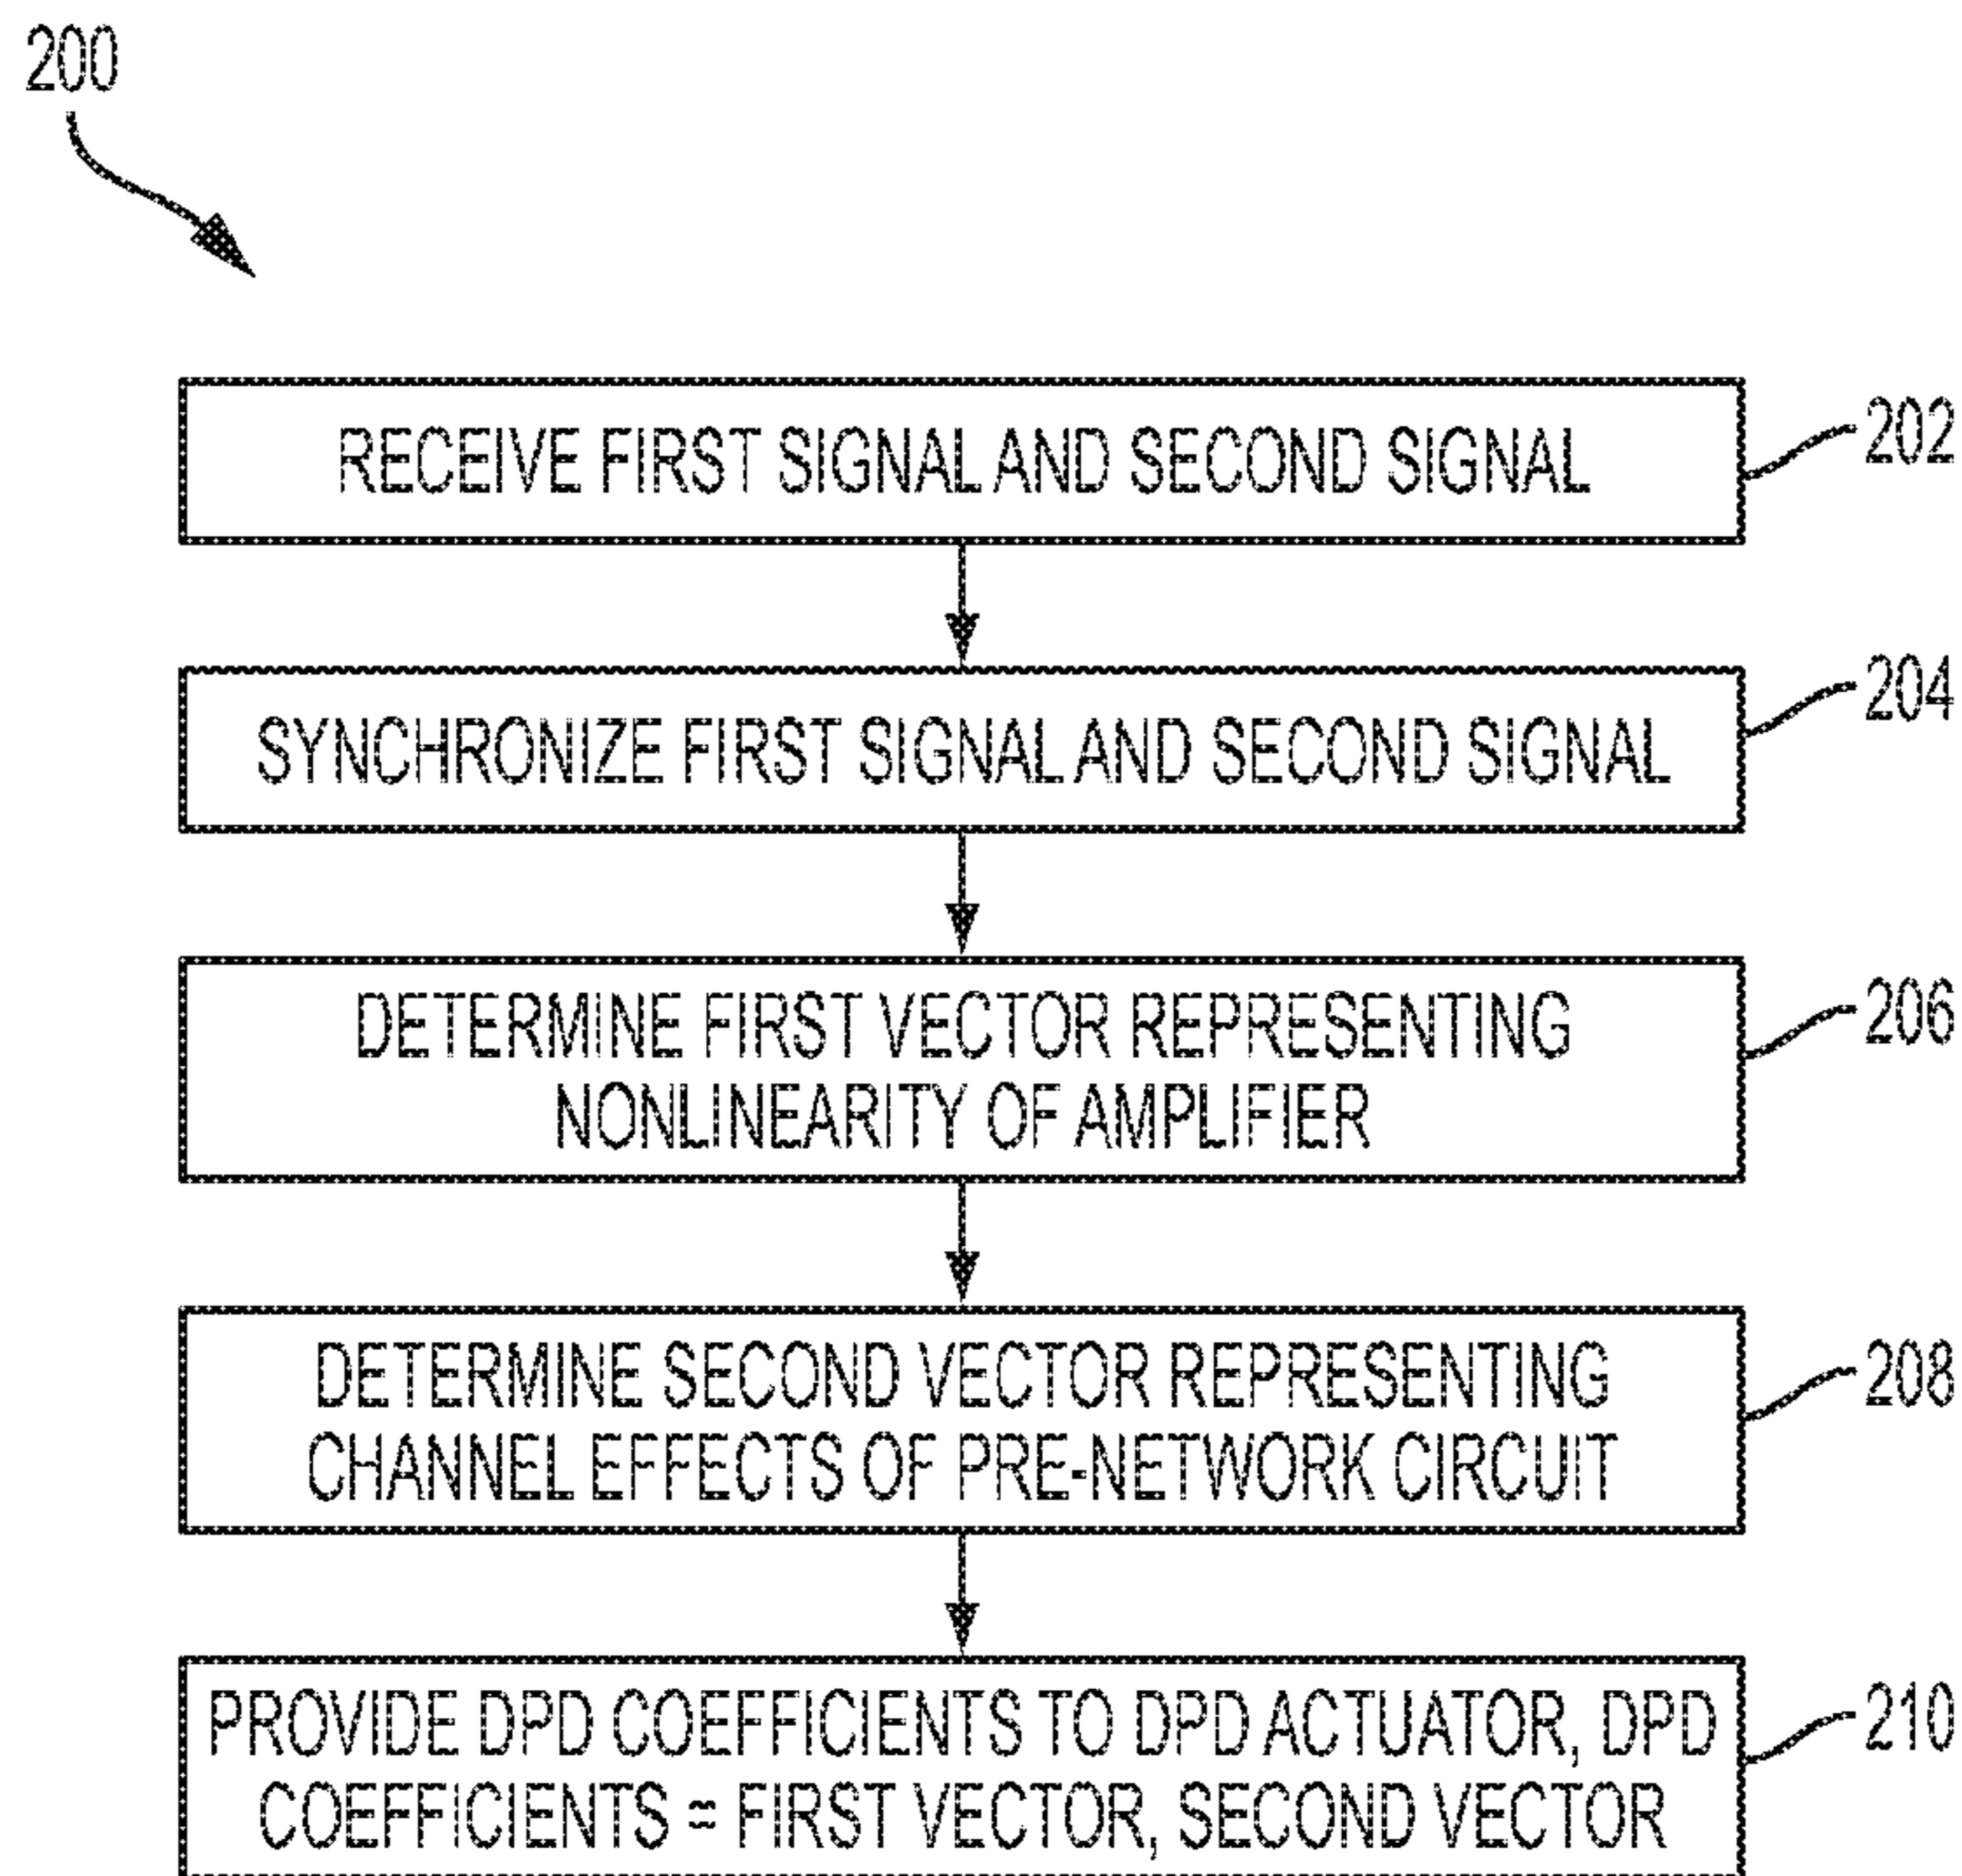 200
RECEIVE FIRST SIGNAL AND SECOND SIGNAL
202
SYNCHRONIZE FIRST SIGNAL AND SECOND SIGNAL
204
DETERMINE FIRST VECTOR REPRESENTING
NONLINEARITY OF AMPLIFIER
206
DETERMINE SECOND VECTOR REPRESENTING
CHANNEL EFFECTS OF PRE-NETWORK CIRCUIT
208
PROVIDE DPD COEFFICIENTS TO DPD ACTUATOR, DPD
COEFFICIENTS = FIRST VECTOR, SECOND VECTOR
210